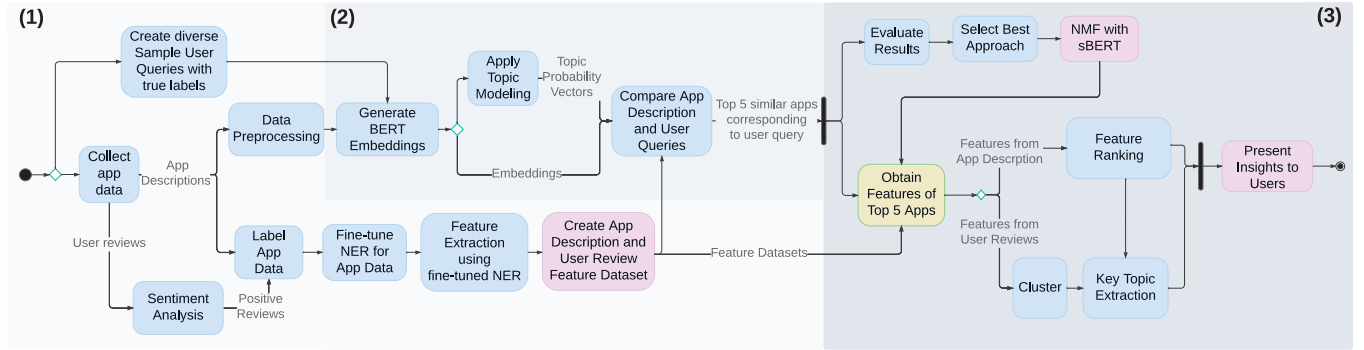 (1)
(2)
(3)
Create diverse
Sample User
Queries with
true labels
Collect
app
data
App
Descriptions
User reviews
Data
Preprocessing
Label
App
Data
Sentiment
Analysis
Positive
Reviews
Generate
BERT
Embeddings
Apply
Topic
Modeling
Topic
Probability
Vectors
Embeddings
Compare App
Description
and User
Queries
Top 5 similar apps
corresponding
to user query
Fine-tune
NER for
App Data
Feature
Extraction
using
fine-tuned NER
Create App
Description and
User Review
Feature Dataset
Feature Datasets
Evaluate
Results
Select Best
Approach
NMF with
sBERT
Obtain
Features of
Top 5 Apps
Features from
App Descrption
Features from
User Reviews
Feature
Ranking
Cluster
Key Topic
Extraction
Present
Insights to
Users